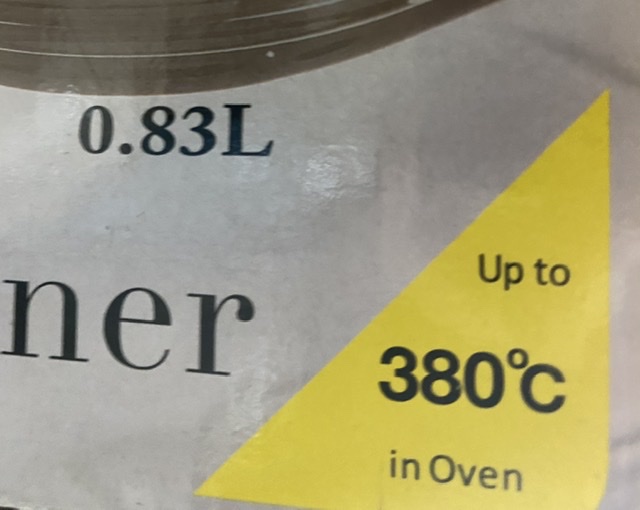 0.83L
ner
Up to
380°C
in Oven